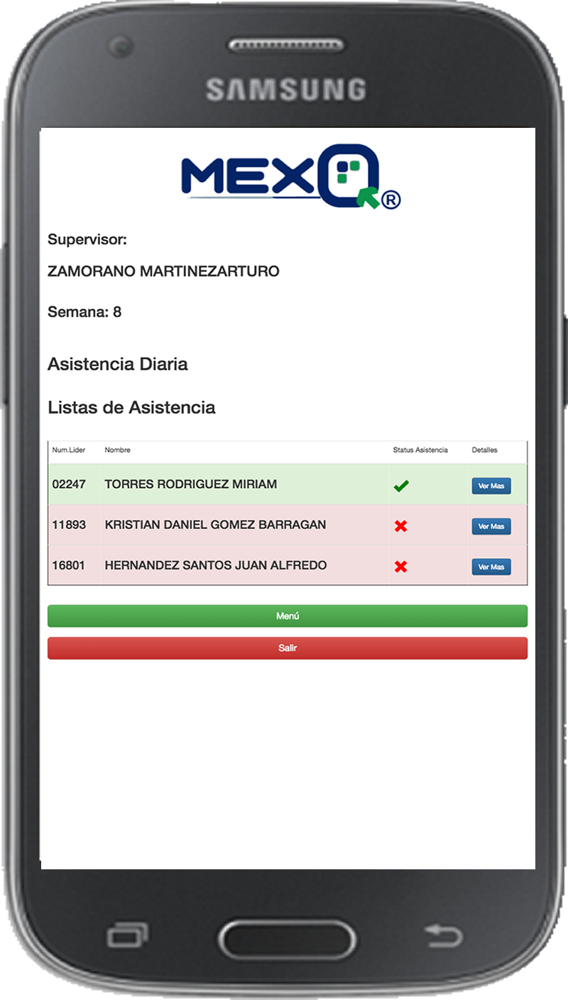 SAMSUNG
MEXQ®
Supervisor:
ZAMORANO MARTINEZARTURO
Semana: 8
Asistencia Diaria
Listas de Asistencia
Num.Lider Nombre Status Asistencia Detalles
02247 TORRES RODRIGUEZ MIRIAM Ver Mas
11893 KRISTIAN DANIEL GOMEZ BARRAGAN Ver Mas
16801 HERNANDEZ SANTOS JUAN ALFREDO Ver Mas
Menú
Salir